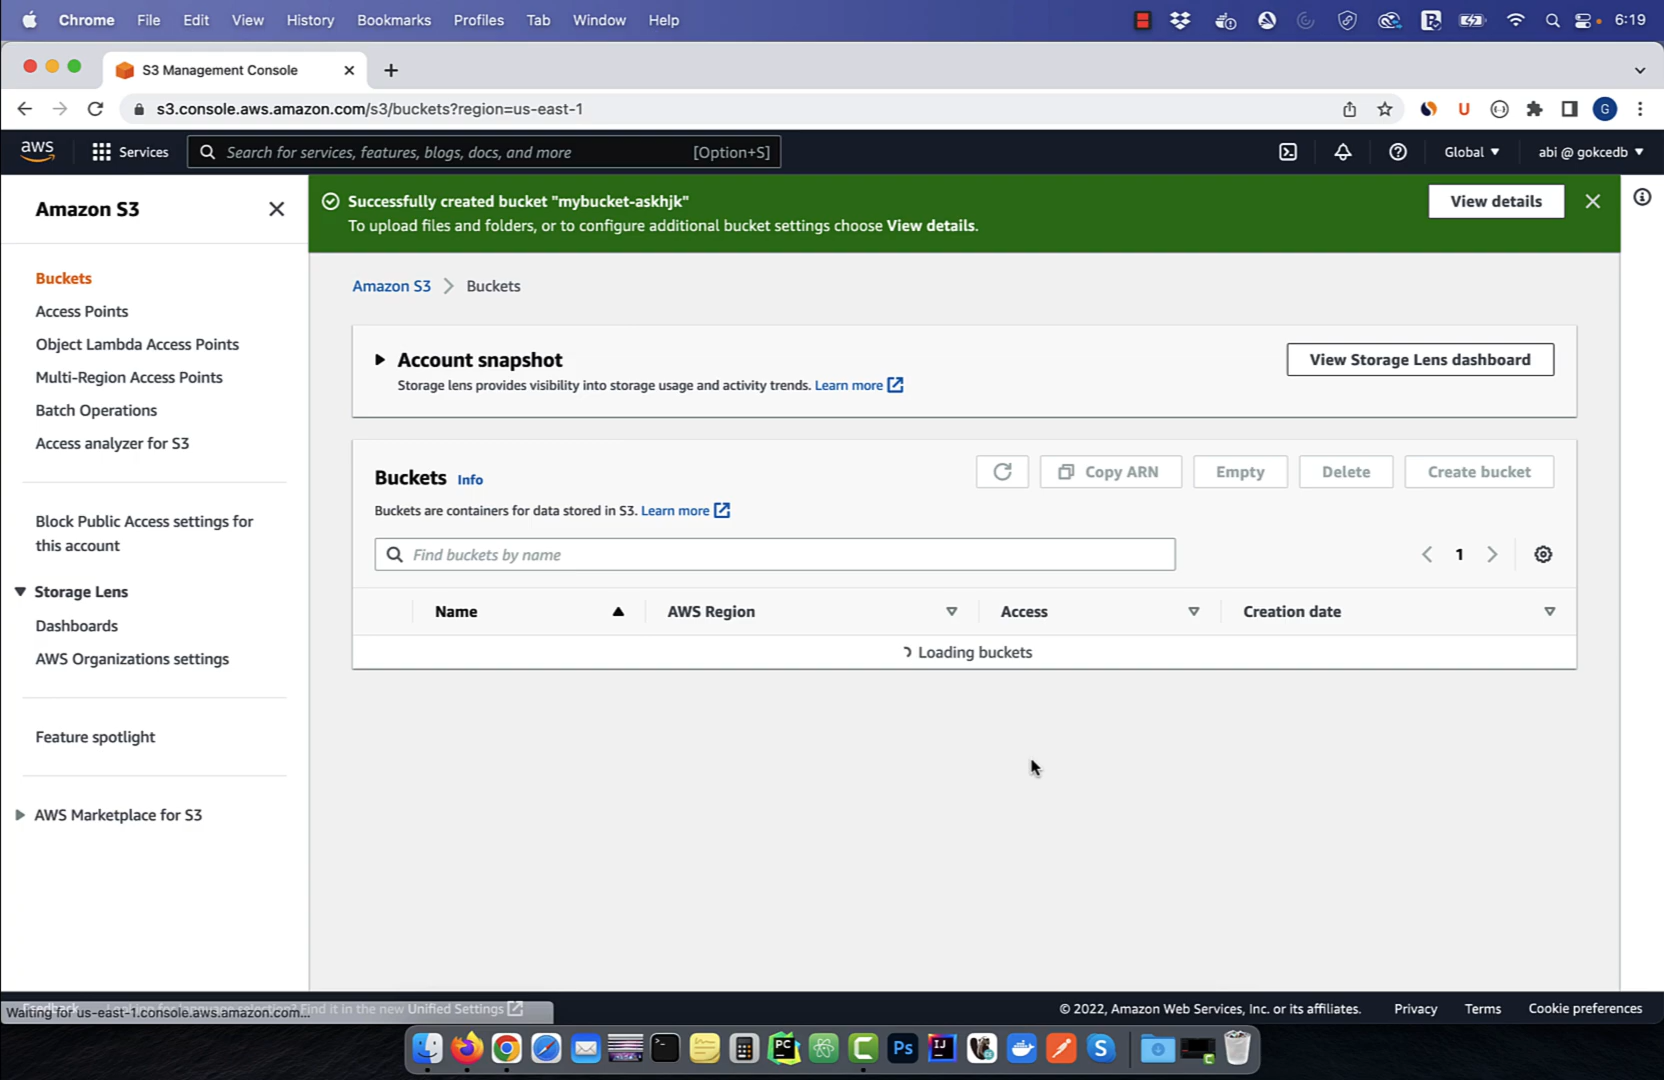 Chrome File Edit View History Bookmarks Profiles Tab Window Help 6:19
S3 Management Console
s3.console.aws.amazon.com/s3/buckets?region=us-east-1
U G
aws Services Search for services, features, blogs, docs, and more [Option+S] Global abi @ gokcedb
Amazon S3
Buckets
Access Points
Object Lambda Access Points
Multi-Region Access Points
Batch Operations
Access analyzer for S3
Block Public Access settings for
this account
Storage Lens
Dashboards
AWS Organizations settings
Feature spotlight
AWS Marketplace for S3
Successfully created bucket "mybucket-askhjk"
To upload files and folders, or to configure additional bucket settings choose View details.
View details
Amazon S3 Buckets
Account snapshot
Storage lens provides visibility into storage usage and activity trends. Learn more
View Storage Lens dashboard
Buckets Info
Copy ARN Empty Delete Create bucket
Buckets are containers for data stored in S3. Learn more
Find buckets by name
1
Name AWS Region Access Creation date
Loading buckets
Feedback Looking for language selection? Find it in the new Unified Settings
Waiting for us-east-1.console.aws.amazon.com...
© 2022, Amazon Web Services, Inc. or its affiliates. Privacy Terms Cookie preferences
PC C Ps IJ S